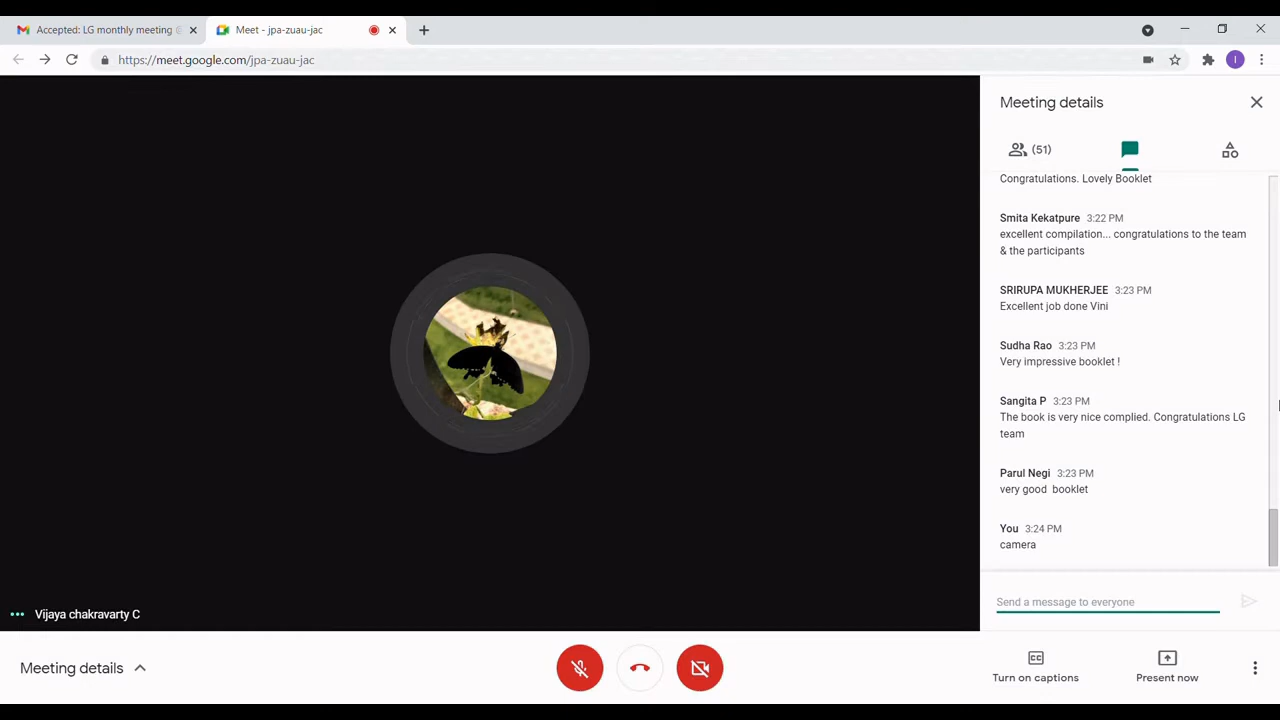 Accepted: LG monthly meeting
Meet - jpa-zuau-jac
https://meet.google.com/jpa-zuau-jac
I
Meeting details
(51)
Congratulations. Lovely Booklet
Smita Kekatpure 3:22 PM
excellent compilation... congratulations to the team
& the participants
SRIRUPA MUKHERJEE 3:23 PM
Excellent job done Vini
Sudha Rao 3:23 PM
Very impressive booklet !
Sangita P 3:23 PM
The book is very nice complied. Congratulations LG
team
Parul Negi 3:23 PM
very good booklet
You 3:24 PM
camera
Send a message to everyone
Vijaya chakravarty C
Meeting details
CC
Turn on captions
Present now